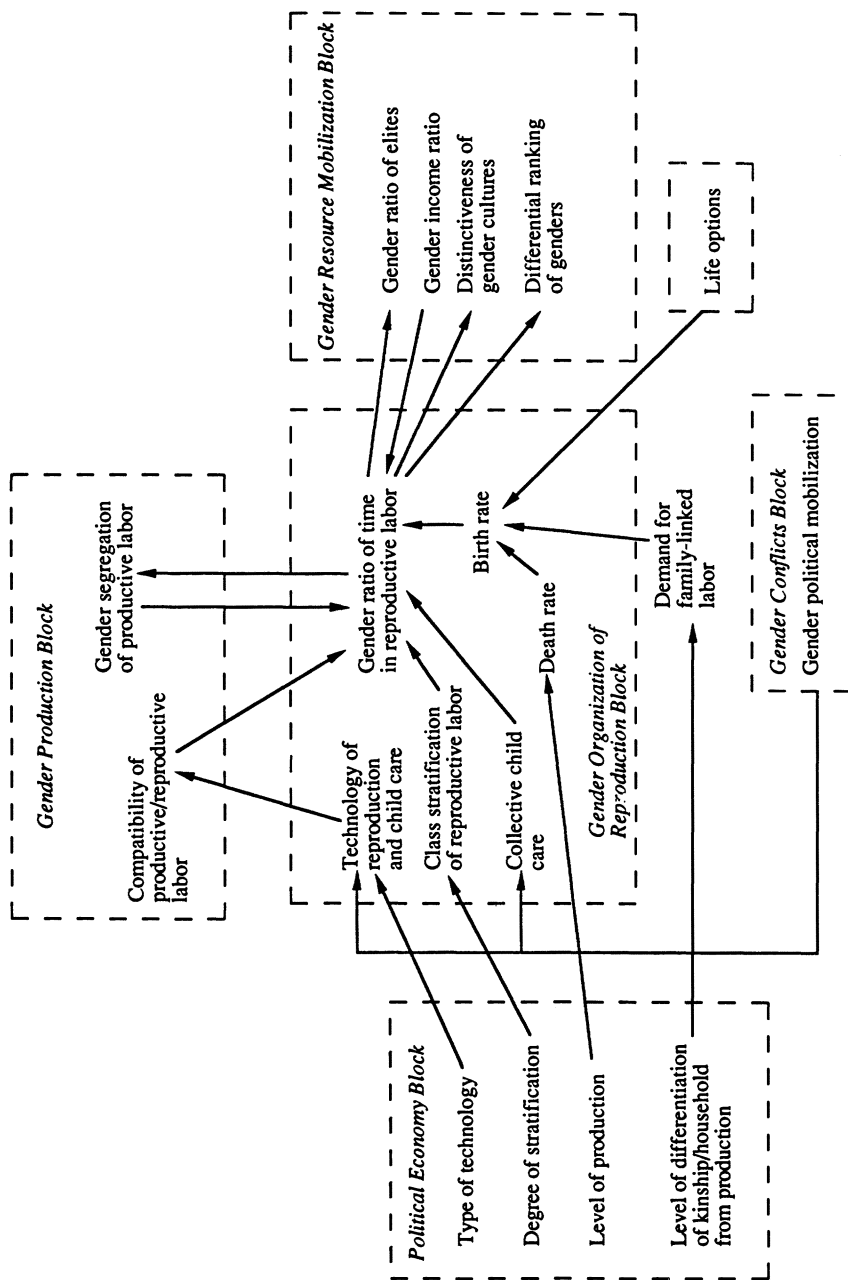 Gender Production Block
Compatibility of
productive/reproductive
labor
Gender segregation
of productive labor
Political Economy Block
Type of technology
Degree of stratification
Level of production
Level of differentiation
of kinship/household
from production
Technology of
reproduction
and child care
Class stratification
of reproductive labor
Collective child
care
Gender Organization of
Reproduction Block
Gender ratio of time
in reproductive labor
Birth rate
Death rate
Demand for
family-linked
labor
Gender Conflicts Block
Gender political mobilization
Gender Resource Mobilization Block
Gender ratio of elites
Gender income ratio
Distinctiveness of
gender cultures
Differential ranking
of genders
Life options